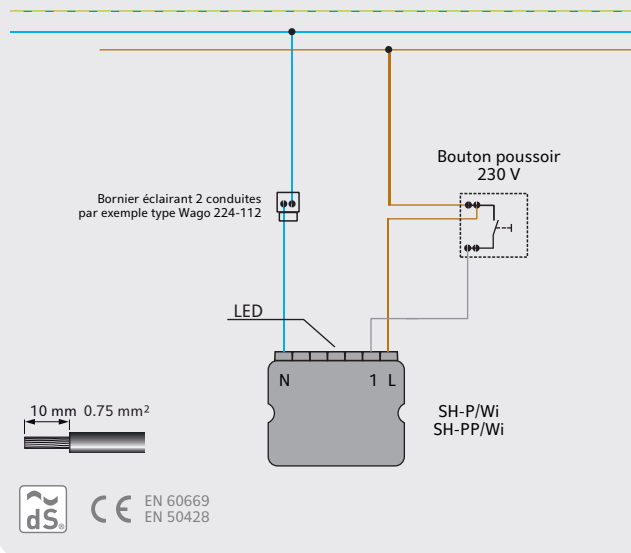 Bouton poussoir
230 V
Bornier éclairant 2 conduites
par exemple type Wago 224-112
LED
N
1 L
10 mm 0.75 mm²
SH-P/Wi
SH-PP/Wi
dS®
CE
EN 60669
EN 50428